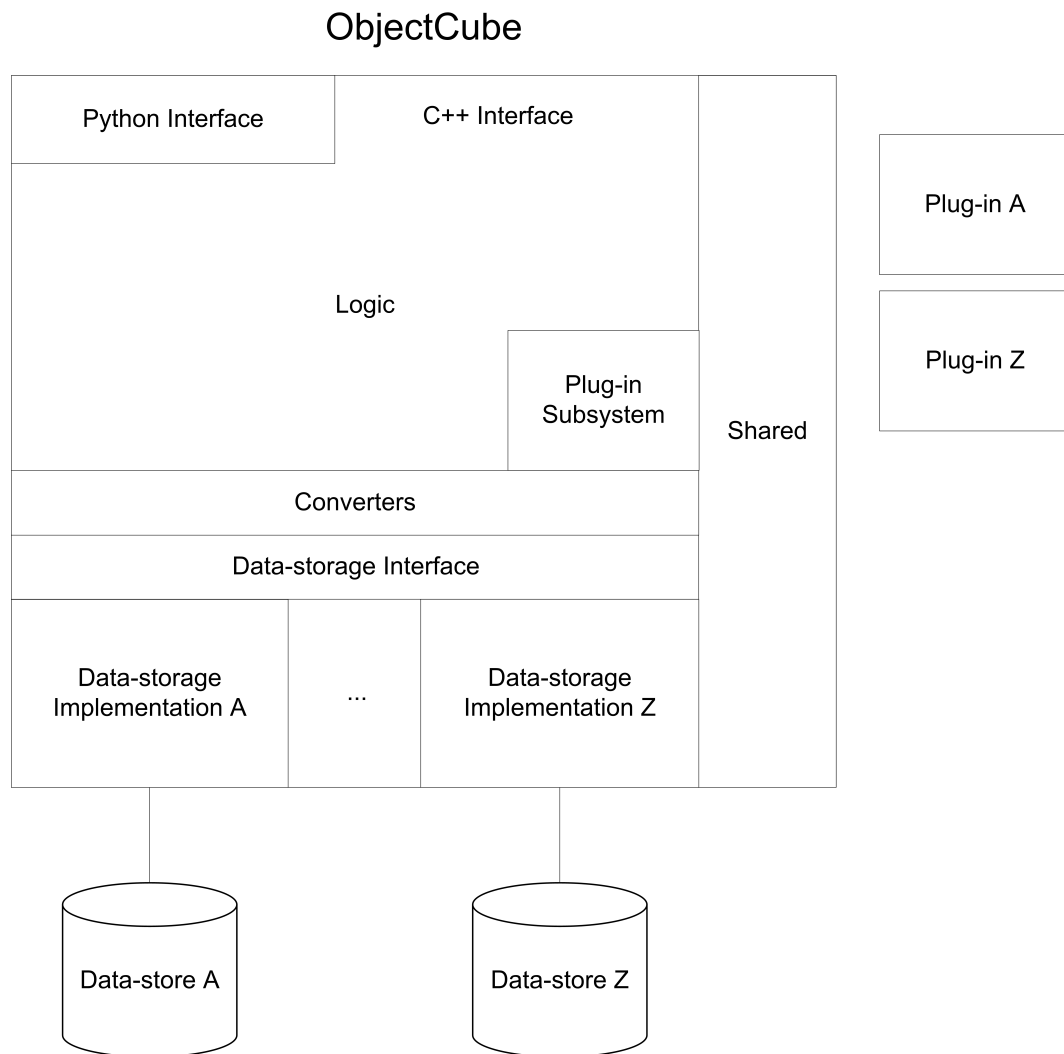 ObjectCube
Python Interface
C++ Interface
Plug-in A
Logic
Plug-in Z
Plug-in
Subsystem
Shared
Converters
Data-storage Interface
Data-storage
Implementation A
...
Data-storage
Implementation Z
Data-store A
Data-store Z